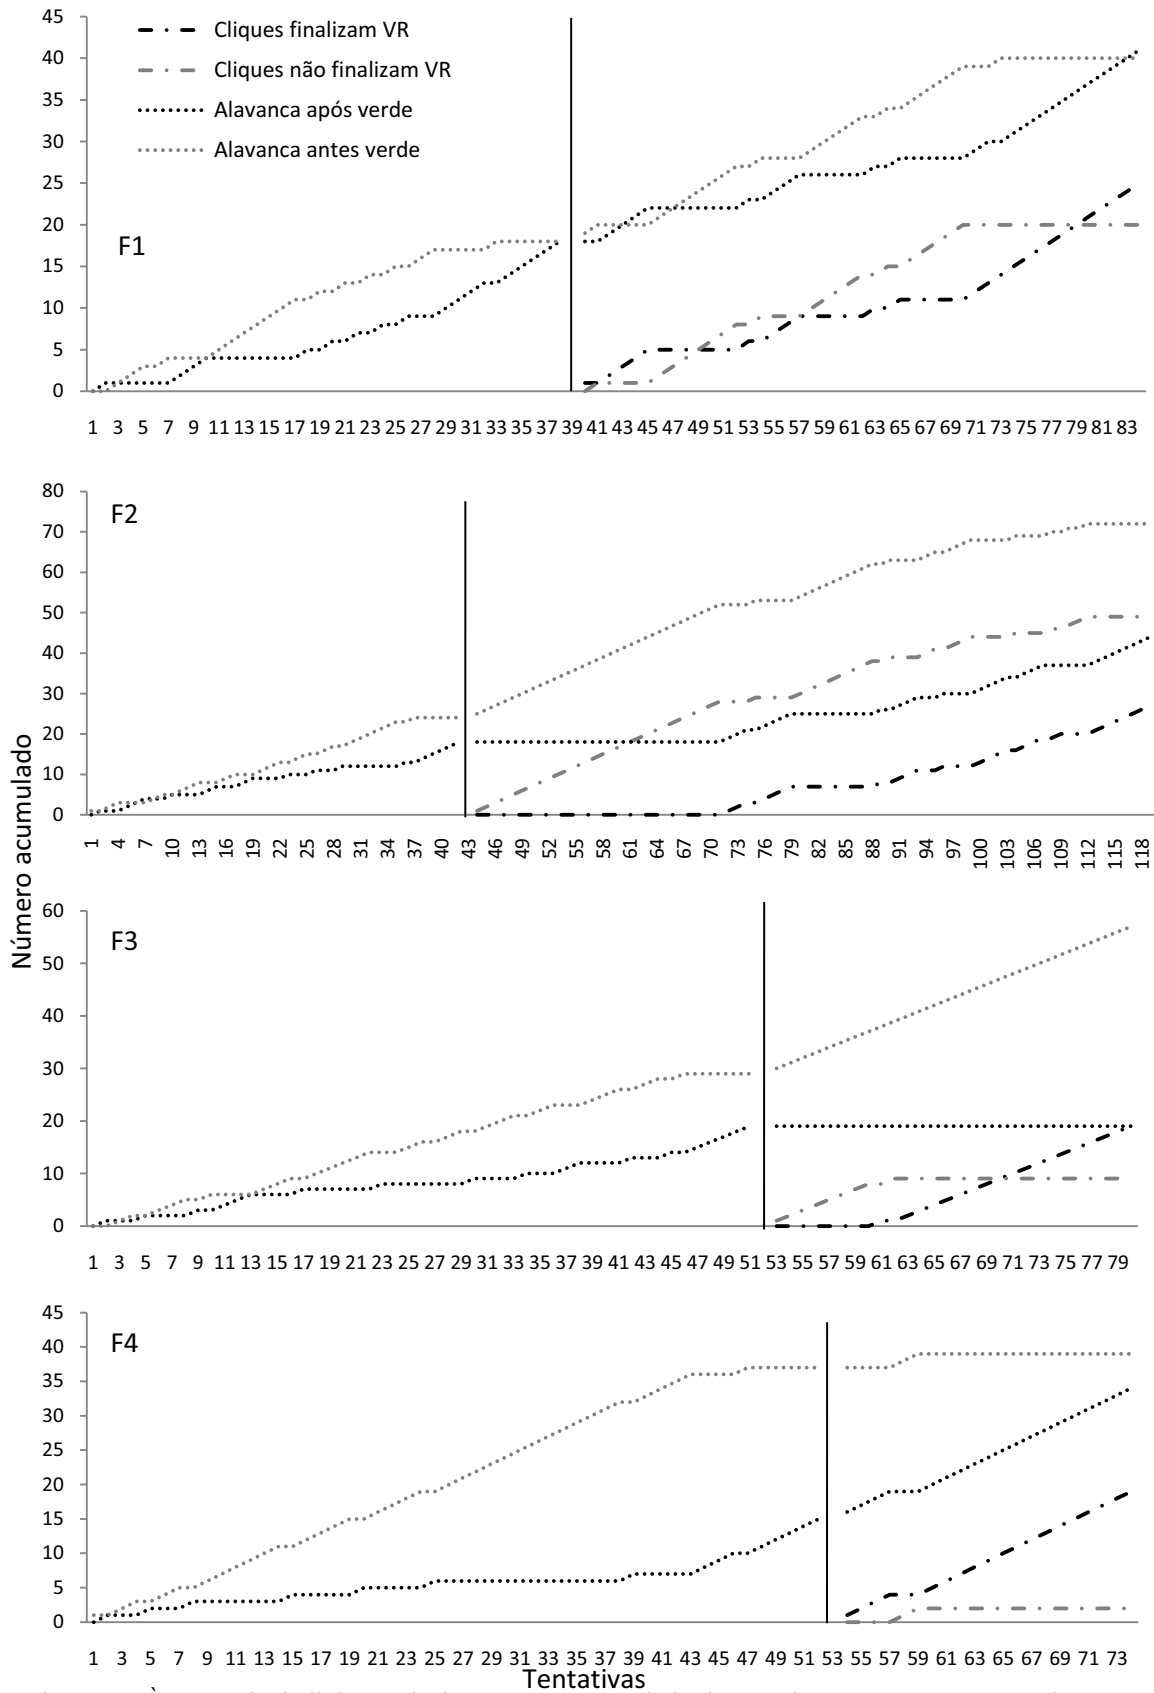 45
40
35
30
25
20
15
10
5
0
Cliques finalizam VR
Cliques não finalizam VR
Alavanca após verde
Alavanca antes verde
F1
1 3 5 7 9 11 13 15 17 19 21 23 25 27 29 31 33 35 37 39 41 43 45 47 49 51 53 55 57 59 61 63 65 67 69 71 73 75 77 79 81 83
80
70
60
50
40
30
20
10
0
F2
1 4 7 10 13 16 19 22 25 28 31 34 37 40 43 46 49 52 55 58 61 64 67 70 73 76 79 82 85 88 91 94 97 100 103 106 109 112 115 118
Número acumulado
60
50
40
30
20
10
0
F3
1 3 5 7 9 11 13 15 17 19 21 23 25 27 29 31 33 35 37 39 41 43 45 47 49 51 53 55 57 59 61 63 65 67 69 71 73 75 77 79
45
40
35
30
25
20
15
10
5
0
F4
1 3 5 7 9 11 13 15 17 19 21 23 25 27 29 31 33 35 37 39 41 43 45 47 49 51 53 55 57 59 61 63 65 67 69 71 73
Tentativas